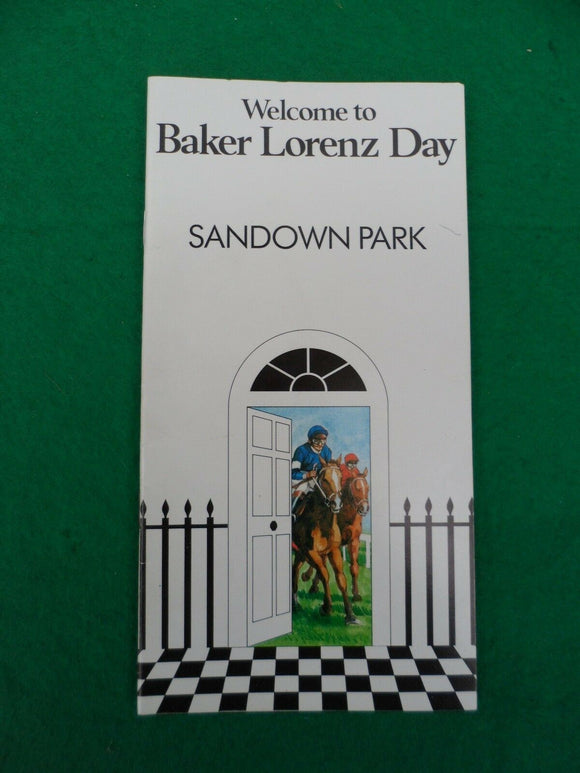 Welcome to
Baker Lorenz Day
SANDOWN PARK